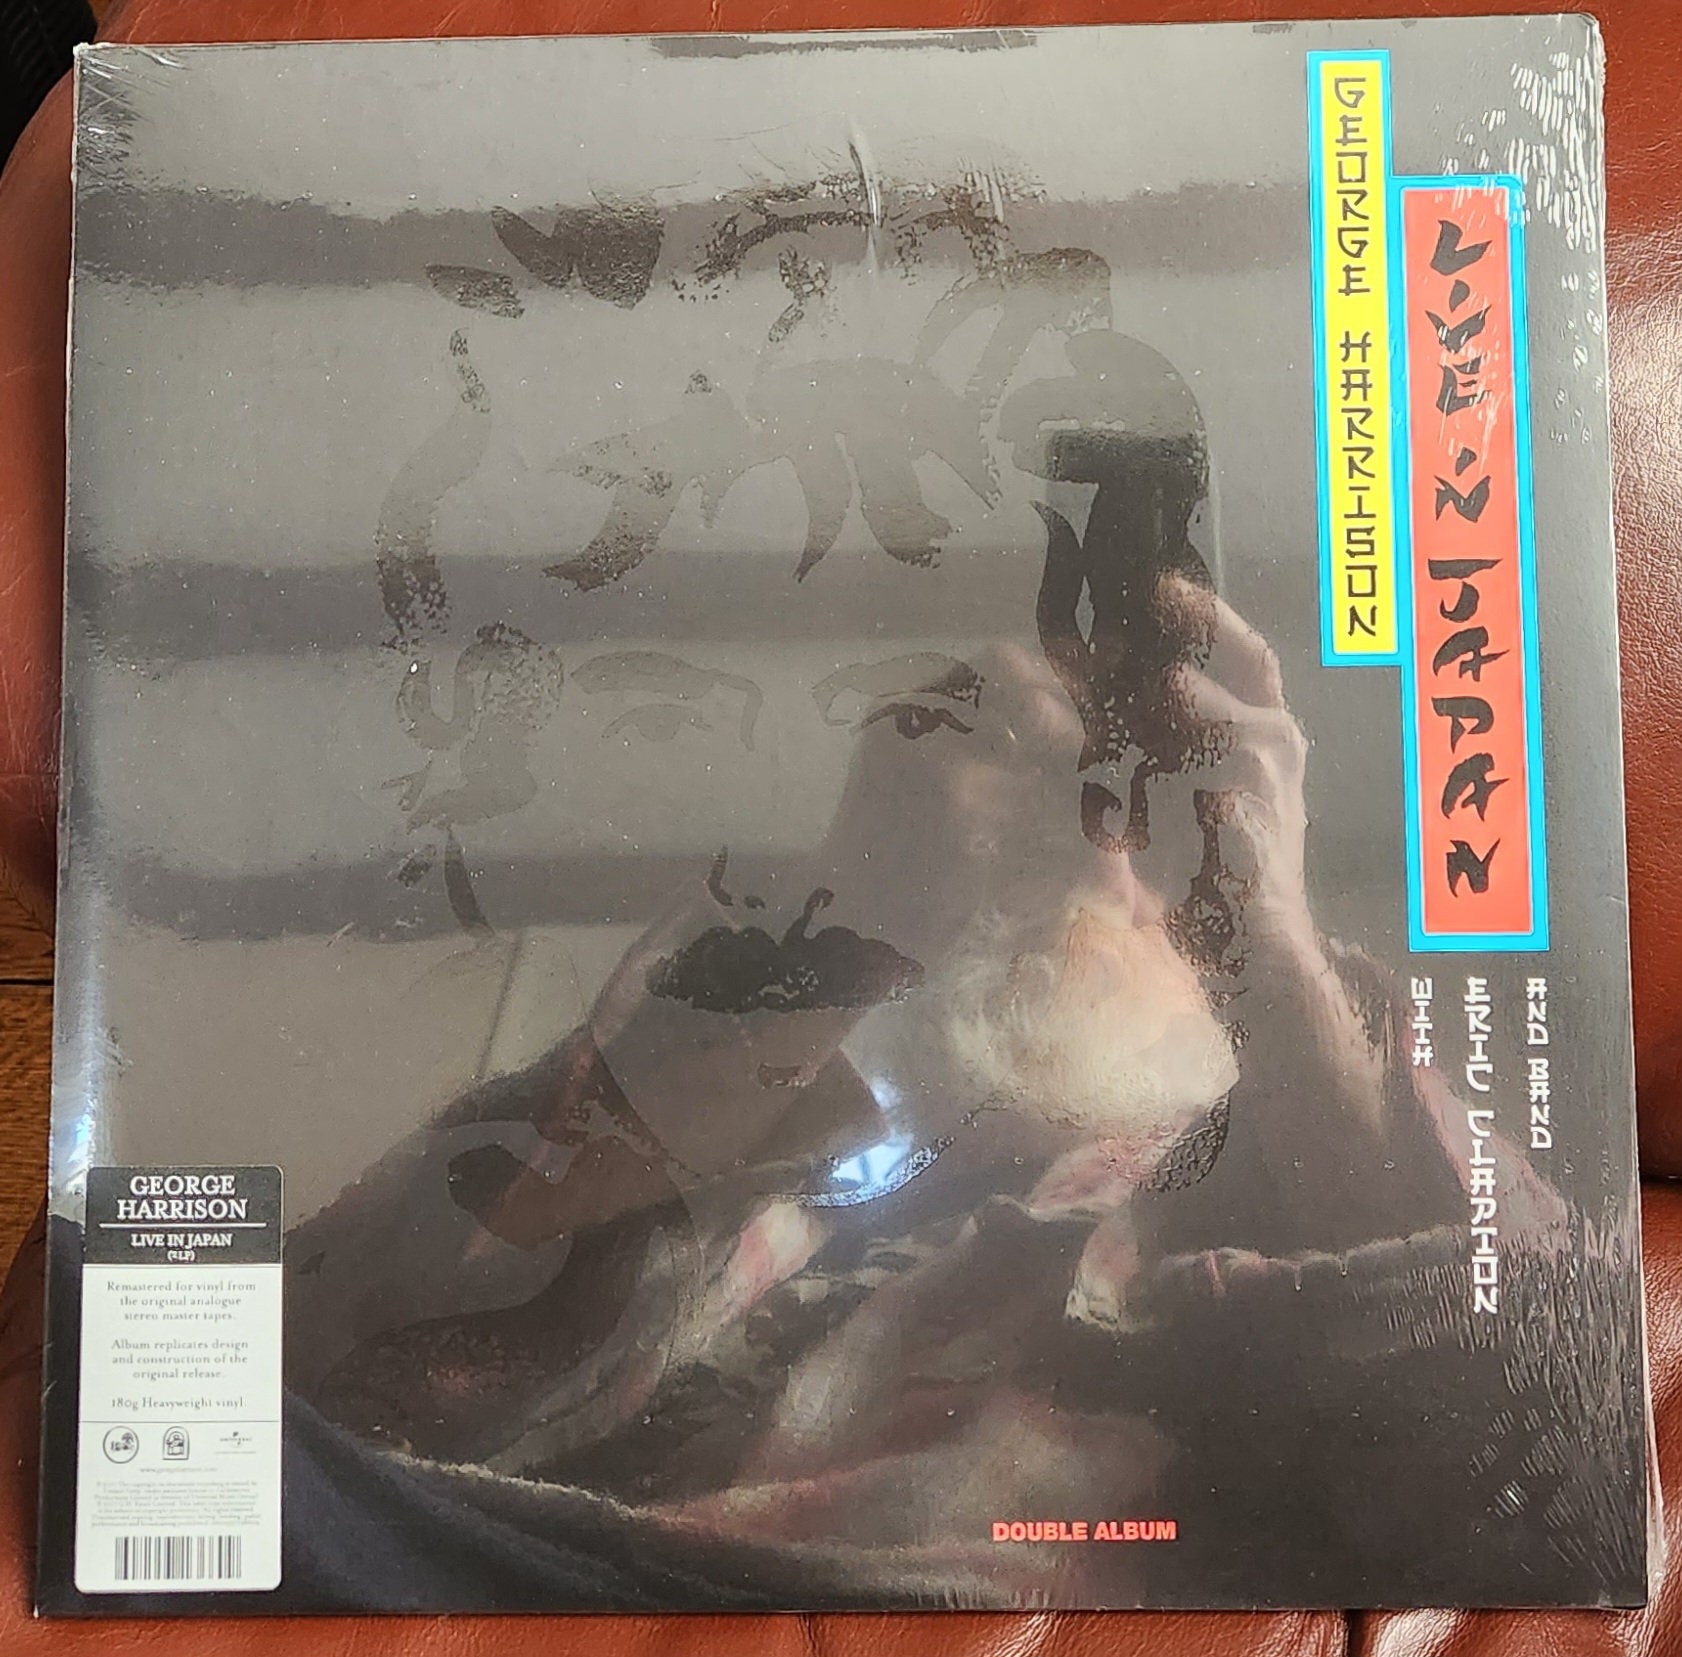 GEORGE HARRISON
LIVE IN JAPAN
WITH
ERIC CLAPTON
AND BAND
GEORGE
HARRISON
LIVE IN JAPAN
(2LP)
Remastered for vinyl from
the original analogue
stereo master tapes.
Album replicates design
and construction of the
original release.
180g Heavyweight vinyl
UNIVERSAL
DOUBLE ALBUM